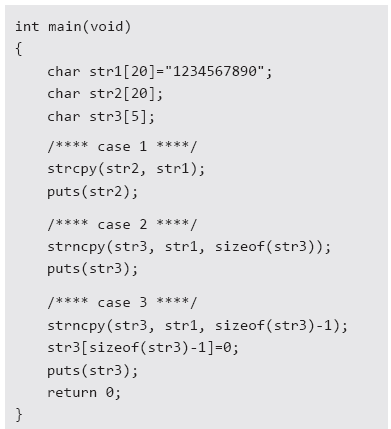 int main(void)
{
char str1[20]="1234567890";
char str2[20];
char str3[5];
/**** case 1 ****/
strcpy(str2, str1);
puts(str2);
/**** case 2 ****/
strncpy(str3, str1, sizeof(str3));
puts(str3);
/**** case 3 ****/
strncpy(str3, str1, sizeof(str3)-1);
str3[sizeof(str3)-1]=0;
puts(str3);
return 0;
}